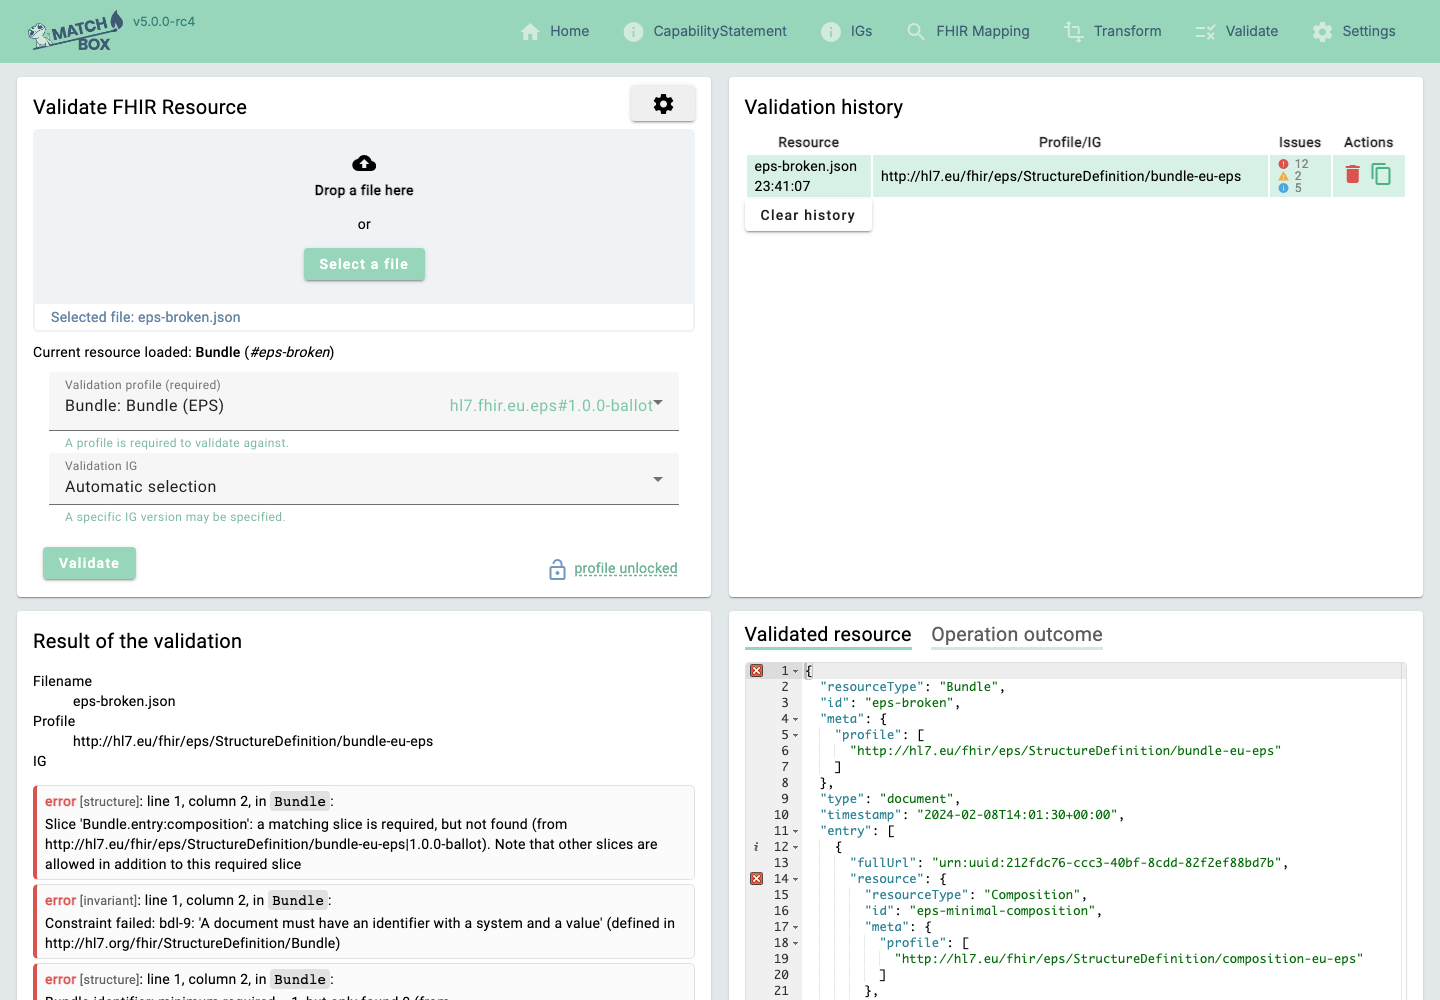 MATCH BOX v5.0.0-rc4 Home CapabilityStatement IGs FHIR Mapping Transform Validate Settings
Validate FHIR Resource
Drop a file here
or
Select a file
Selected file: eps-broken.json
Current resource loaded: Bundle (#eps-broken)
Validation profile (required)
Bundle: Bundle (EPS) hl7.fhir.eu.eps#1.0.0-ballot
A profile is required to validate against.
Validation IG
Automatic selection
A specific IG version may be specified.
Validate profile unlocked
Validation history
Resource Profile/IG Issues Actions
eps-broken.json
23:41:07
http://hl7.eu/fhir/eps/StructureDefinition/bundle-eu-eps
12
2
5
Clear history
Result of the validation
Filename
eps-broken.json
Profile
http://hl7.eu/fhir/eps/StructureDefinition/bundle-eu-eps
IG
error [structure]: line 1, column 2, in Bundle:
Slice 'Bundle.entry:composition': a matching slice is required, but not found (from
http://hl7.eu/fhir/eps/StructureDefinition/bundle-eu-eps|1.0.0-ballot). Note that other slices are
allowed in addition to this required slice
error [invariant]: line 1, column 2, in Bundle:
Constraint failed: bdl-9: 'A document must have an identifier with a system and a value' (defined in
http://hl7.org/fhir/StructureDefinition/Bundle)
error [structure]: line 1, column 2, in Bundle:
Bundle.identifier: minimum required = 1, but only found 0 (from
Validated resource Operation outcome
1 {
2 "resourceType": "Bundle",
3 "id": "eps-broken",
4 "meta": {
5 "profile": [
6 "http://hl7.eu/fhir/eps/StructureDefinition/bundle-eu-eps"
7 ]
8 },
9 "type": "document",
10 "timestamp": "2024-02-08T14:01:30+00:00",
11 "entry": [
i 12 {
13 "fullUrl": "urn:uuid:212fdc76-ccc3-40bf-8cdd-82f2ef88bd7b",
14 "resource": {
15 "resourceType": "Composition",
16 "id": "eps-minimal-composition",
17 "meta": {
18 "profile": [
19 "http://hl7.eu/fhir/eps/StructureDefinition/composition-eu-eps"
20 ]
21 },